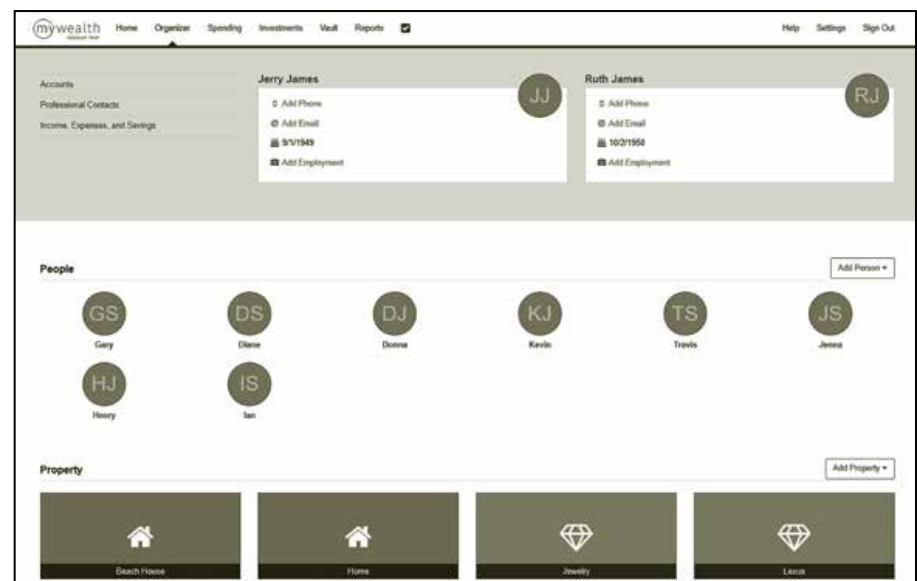 mywealth Home Organizer Spending Investments Vault Reports Help Settings Sign Out
Accounts
Professional Contacts
Income, Expenses, and Savings
Jerry James
JJ
Add Phone
Add Email
9/1/1949
Add Employment
Ruth James
RJ
Add Phone
Add Email
10/2/1950
Add Employment
People
Add Person
GS DS DJ KJ TS JS
Gary Diane Donna Kevin Travis Jenna
HJ IS
Henry Ian
Property
Add Property
Beach House Home Jewelry Lexus